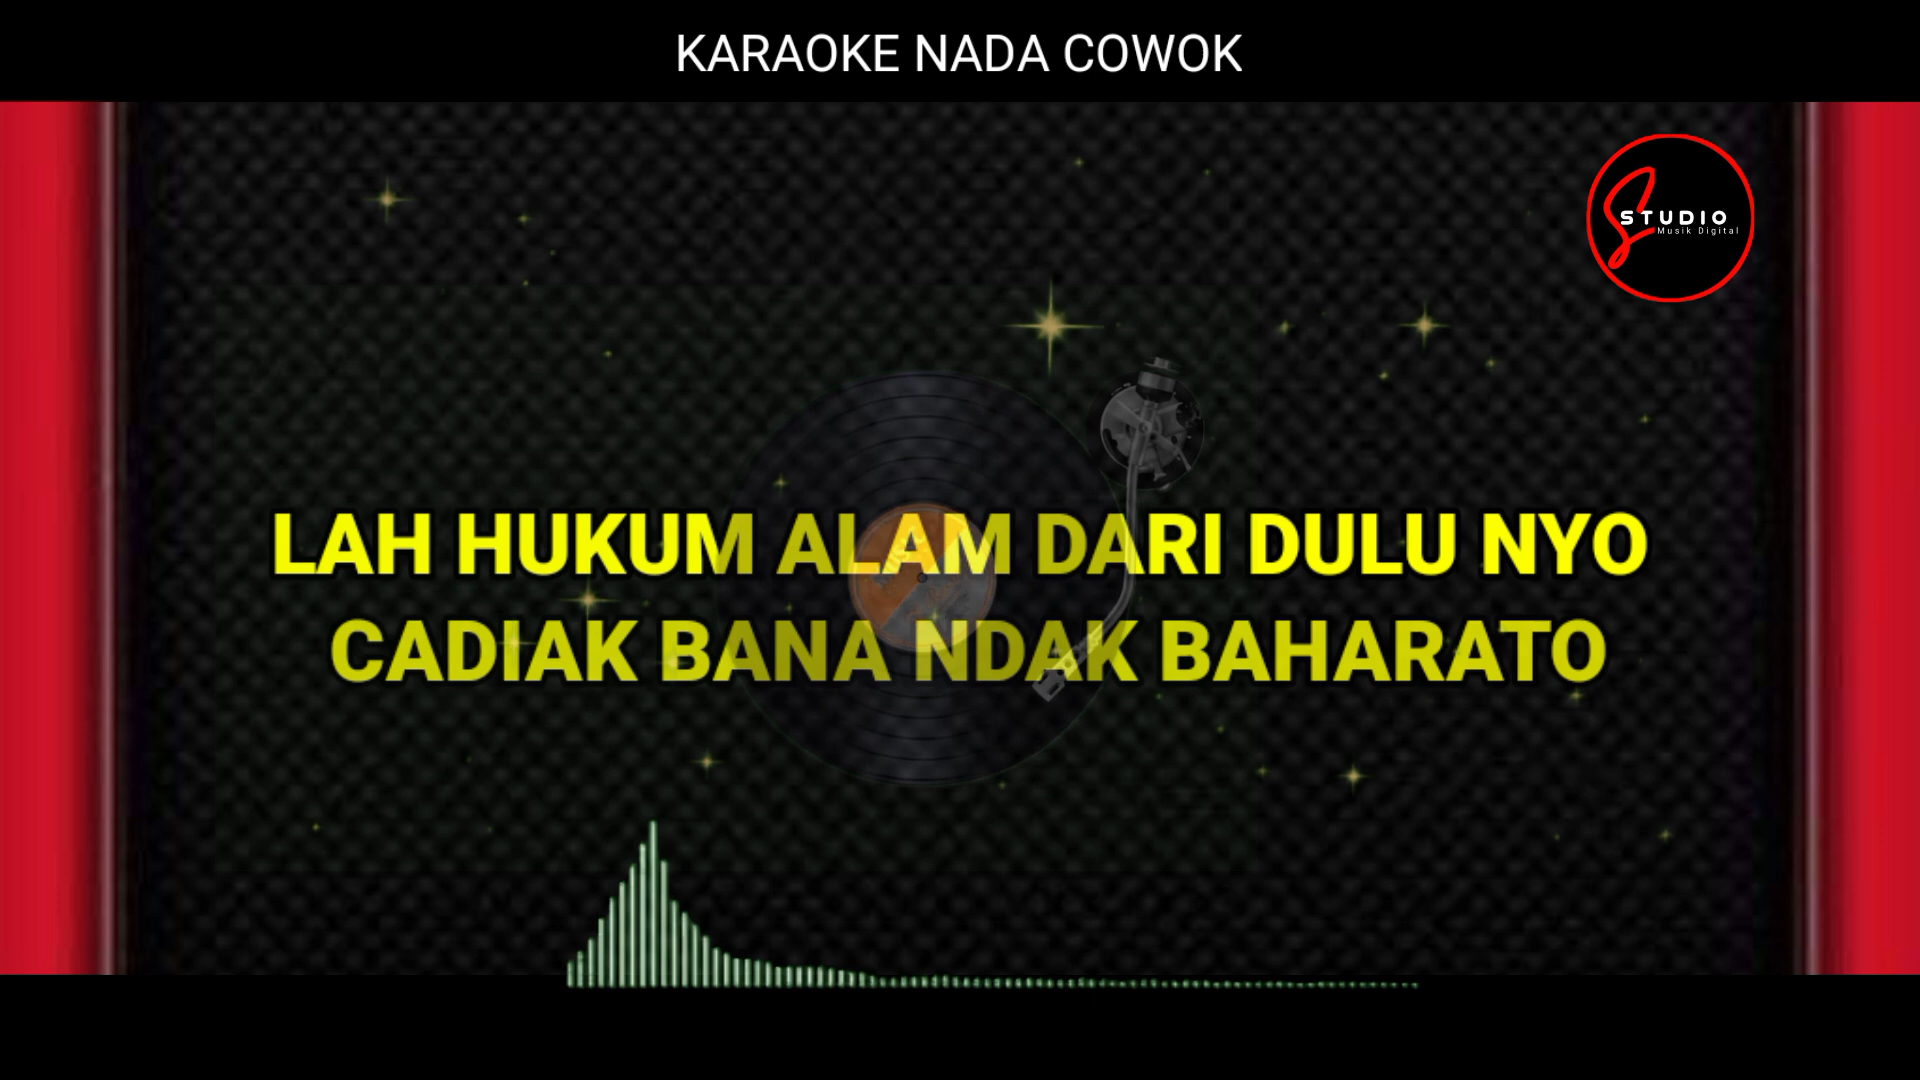 KARAOKE NADA COWOK
STUDIO
Musik Digital
LAH HUKUM ALAM DARI DULU NYO
CADIAK BANA NDAK BAHARATO